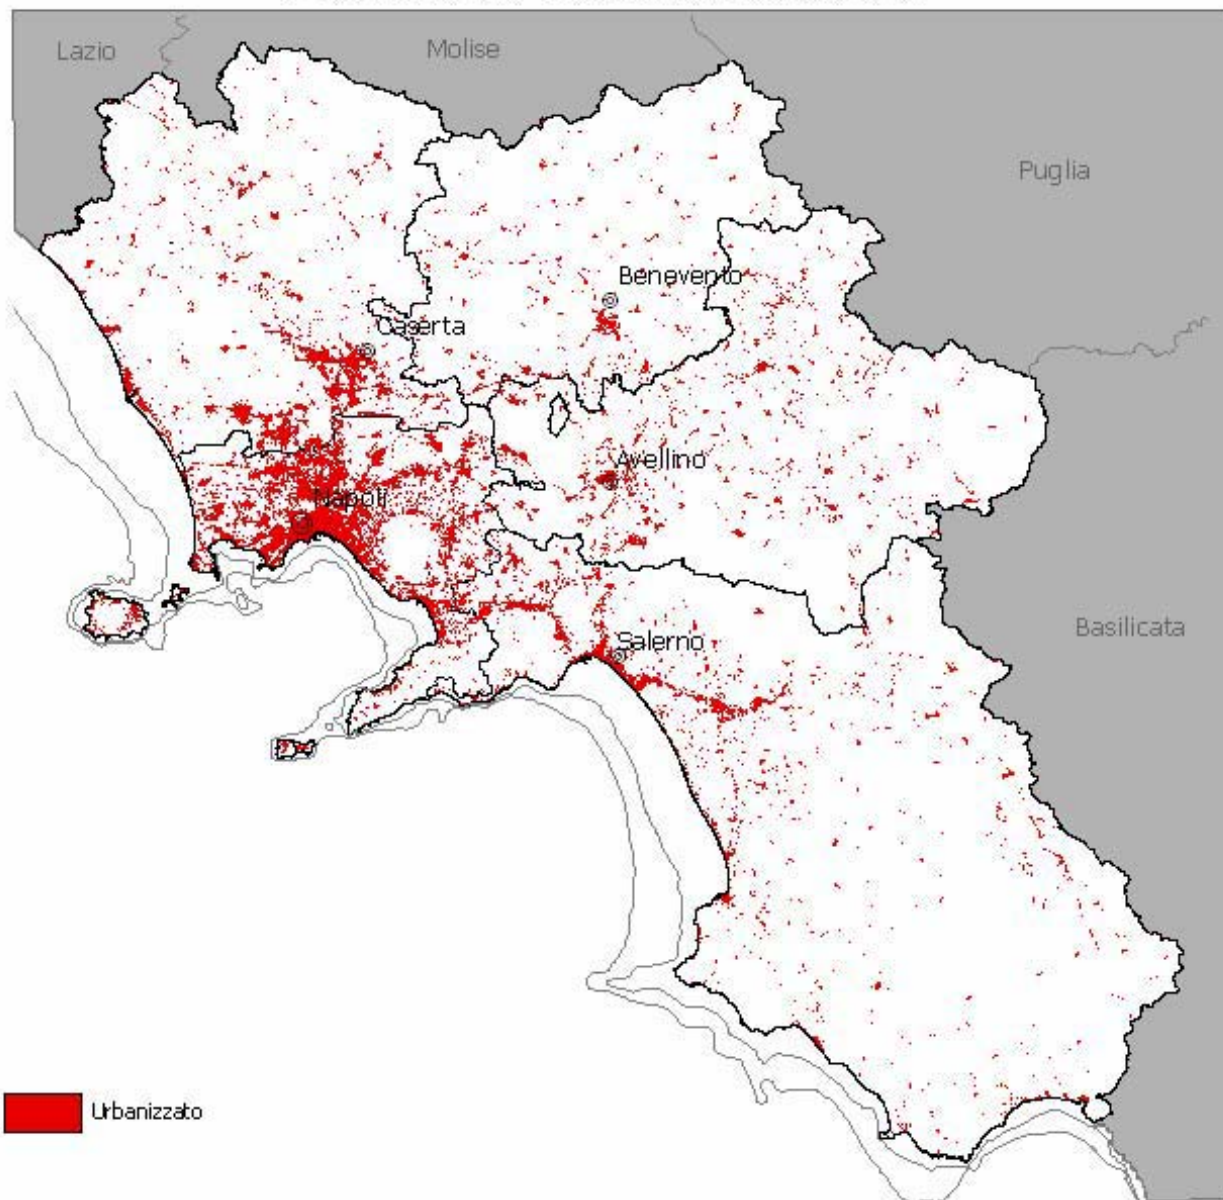 Lazio
Molise
Puglia
Benevento
Caserta
Avellino
Napoli
Salerno
Basilicata
Urbanizzato